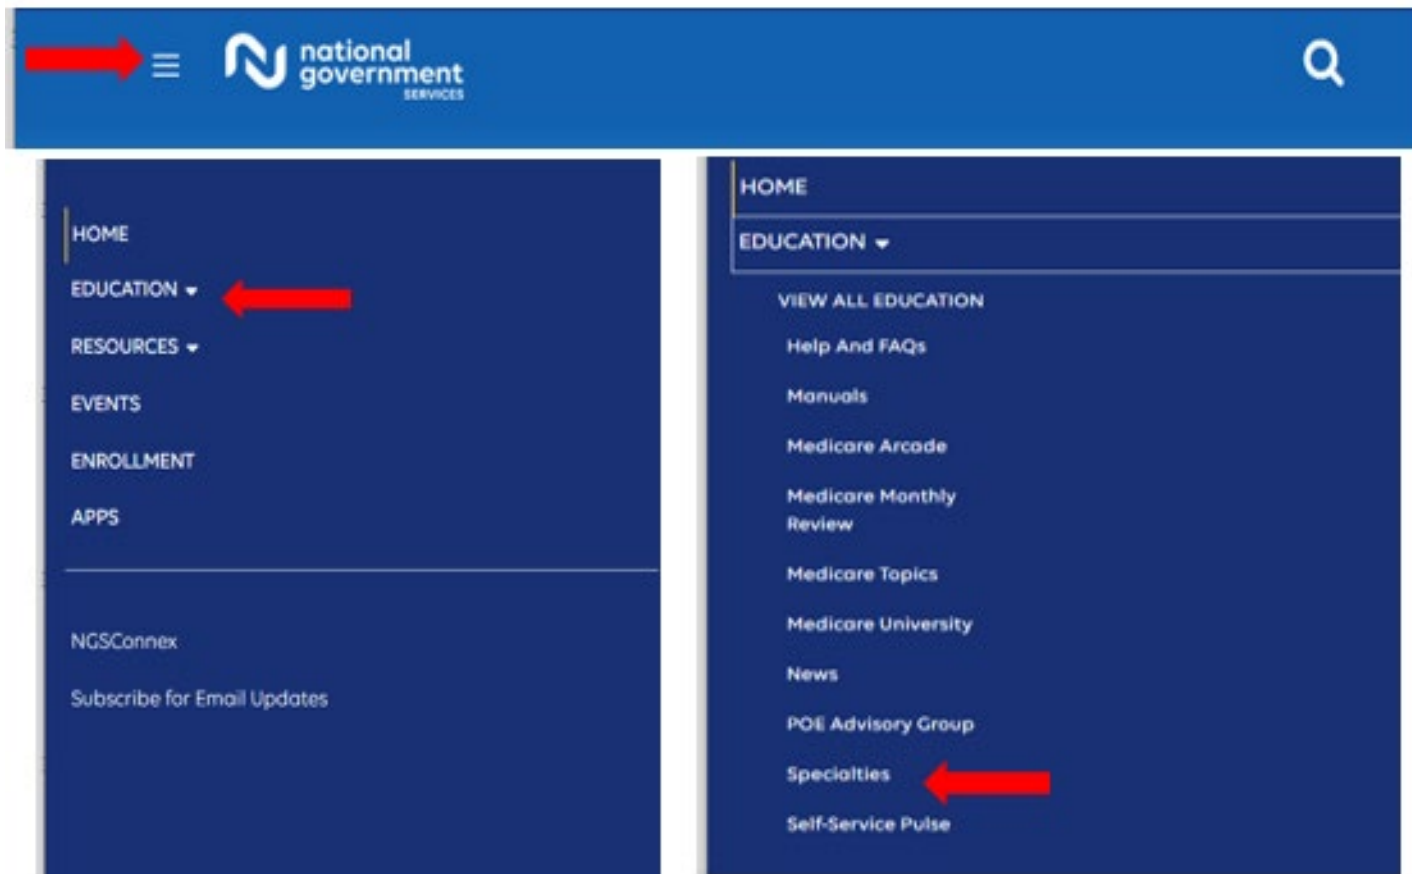 national
government
SERVICES
HOME
EDUCATION
RESOURCES
EVENTS
ENROLLMENT
APPS
NGSConnex
Subscribe for Email Updates
HOME
EDUCATION
VIEW ALL EDUCATION
Help And FAQs
Manuals
Medicare Arcade
Medicare Monthly
Review
Medicare Topics
Medicare University
News
POE Advisory Group
Specialties
Self-Service Pulse